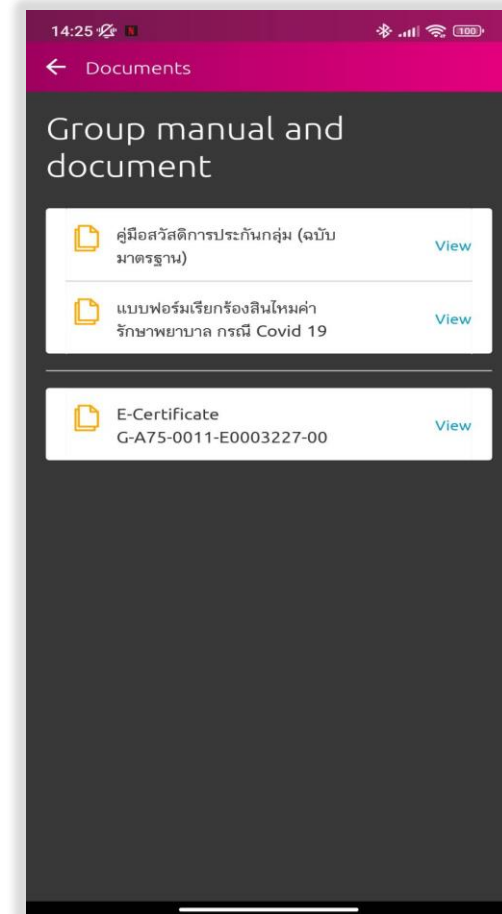 14:25
100
Documents
Group manual and
document
คู่มือสวัสดิการประกันกลุ่ม (ฉบับ
มาตรฐาน)
View
แบบฟอร์มเรียกร้องสินไหมค่า
รักษาพยาบาล กรณี Covid 19
View
E-Certificate
G-A75-0011-E0003227-00
View